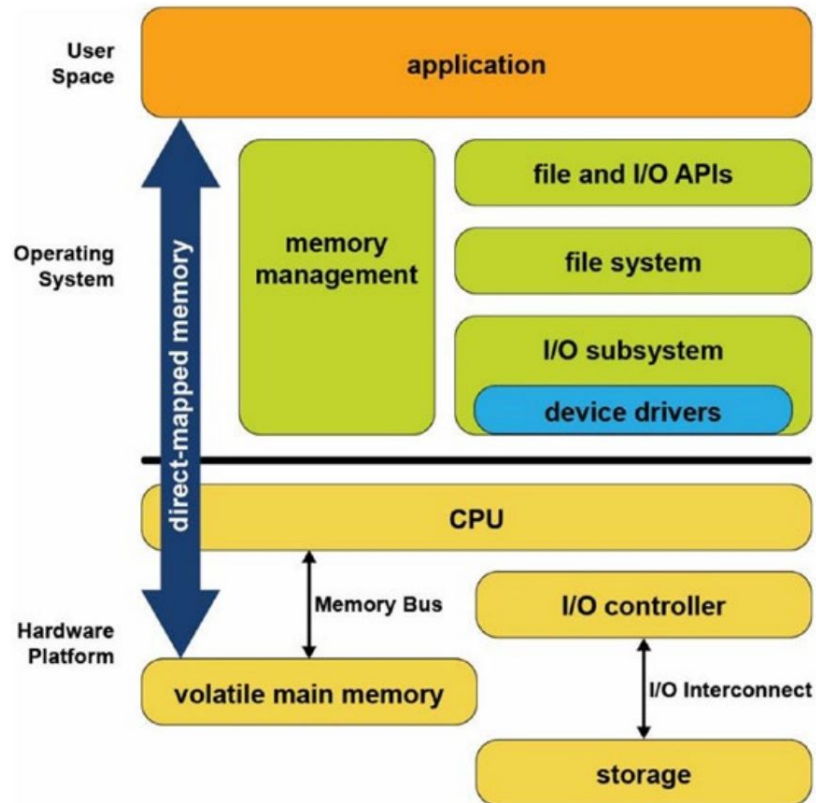 User
Space
application
Operating
System
direct-mapped memory
memory
management
file and I/O APIs
file system
I/O subsystem
device drivers
Hardware
Platform
CPU
Memory Bus
I/O controller
volatile main memory
I/O Interconnect
storage